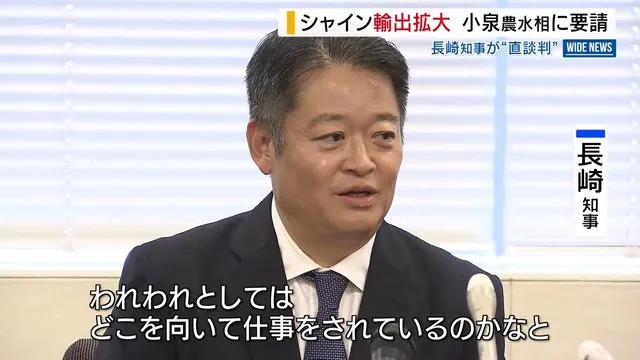 シャイン輸出拡大 小泉農水相に要請
長崎知事が“直談判”
WIDE NEWS
長崎知事
われわれとしては
どこを向いて仕事をされているのかなと